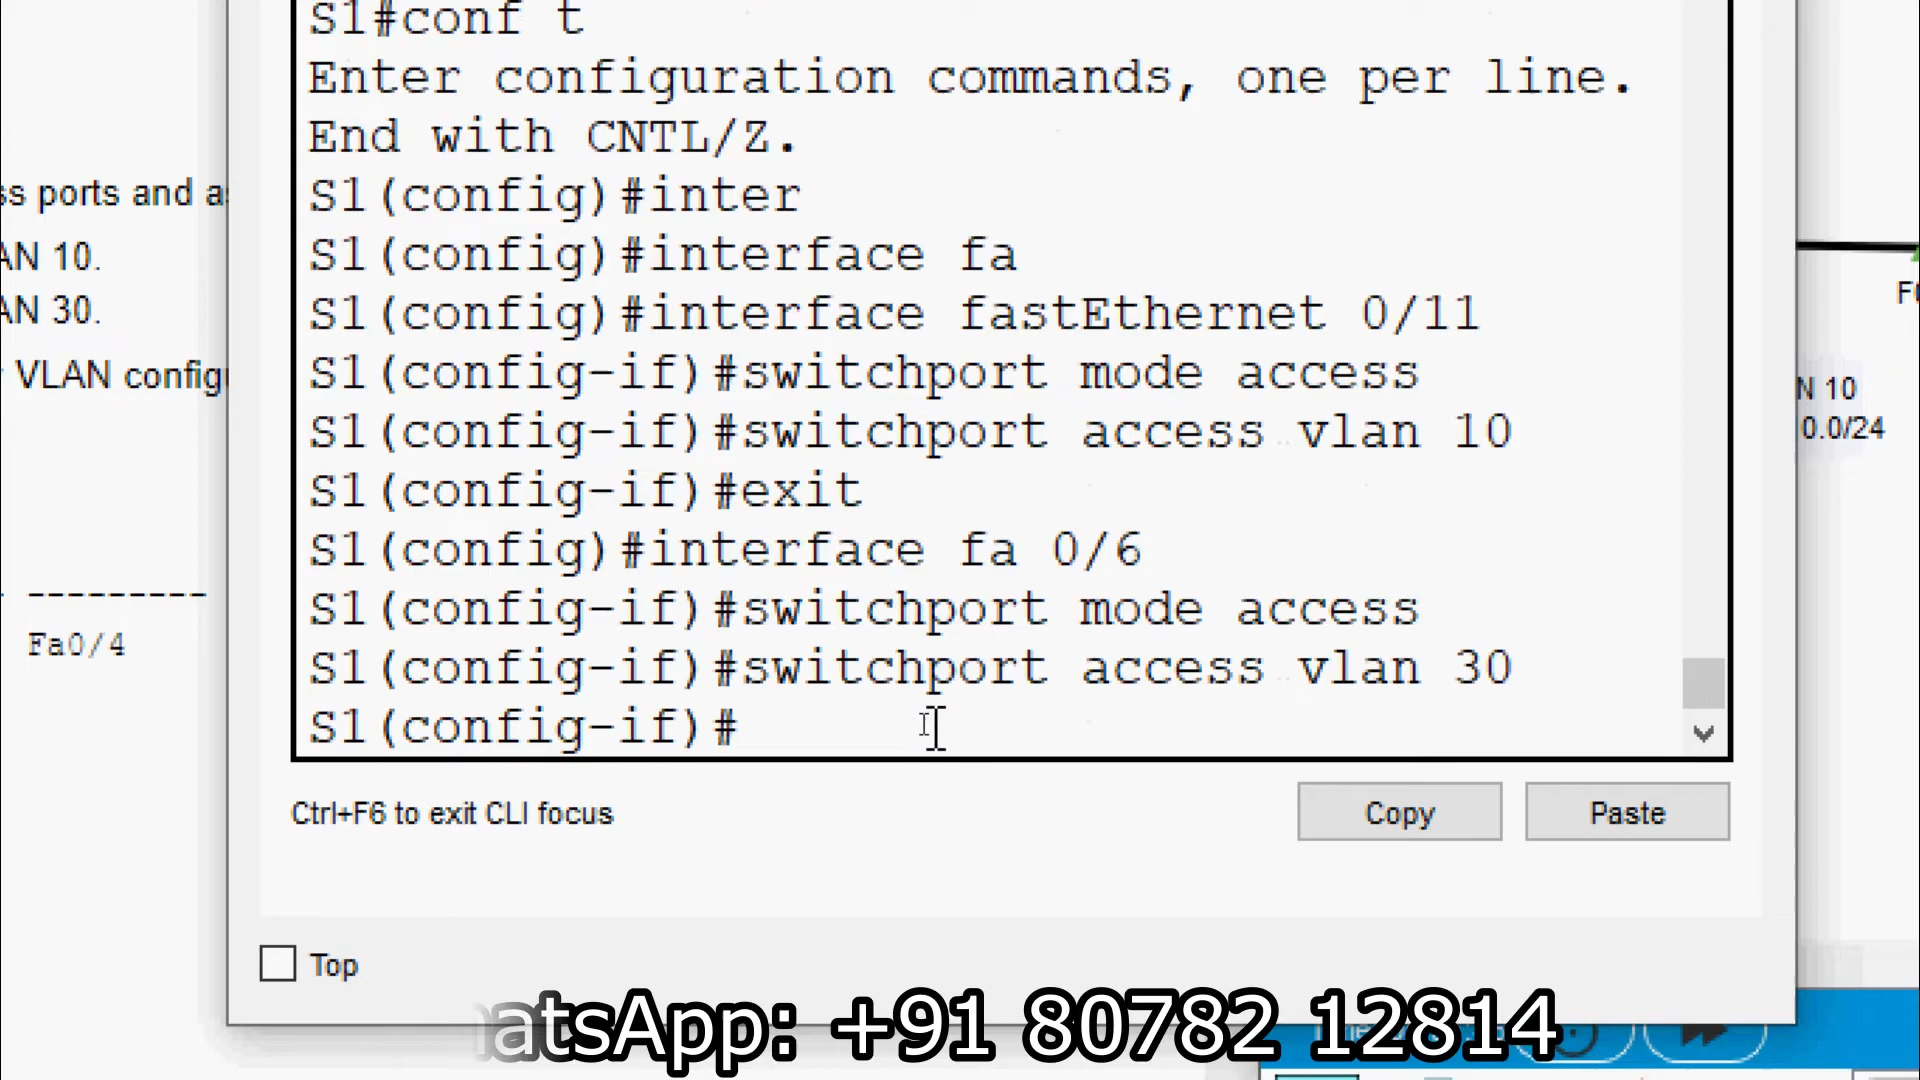 S1#conf t
Enter configuration commands, one per line.
End with CNTL/Z.
S1(config)#inter
S1(config)#interface fa
S1(config)#interface fastEthernet 0/11
S1(config-if)#switchport mode access
S1(config-if)#switchport access vlan 10
S1(config-if)#exit
S1(config)#interface fa 0/6
S1(config-if)#switchport mode access
S1(config-if)#switchport access vlan 30
S1(config-if)#
Ctrl+F6 to exit CLI focus
Copy
Paste
Top
ss ports and as
AN 10.
AN 30.
VLAN config
---------
Fa0/4
N 10
0.0/24
atsApp: +91 80782 12814